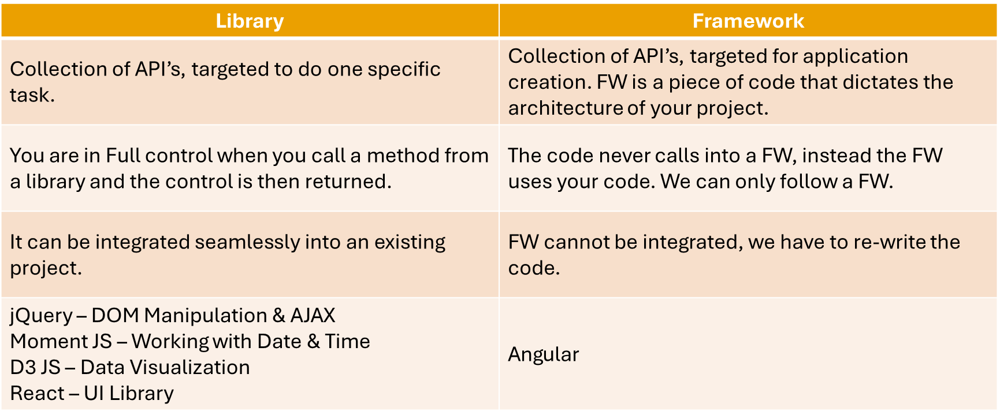 Library
Framework
Collection of API’s, targeted to do one specific
task.
Collection of API’s, targeted for application
creation. FW is a piece of code that dictates the
architecture of your project.
You are in Full control when you call a method from
a library and the control is then returned.
The code never calls into a FW, instead the FW
uses your code. We can only follow a FW.
It can be integrated seamlessly into an existing
project.
FW cannot be integrated, we have to re-write the
code.
jQuery – DOM Manipulation & AJAX
Moment JS – Working with Date & Time
D3 JS – Data Visualization
React – UI Library
Angular